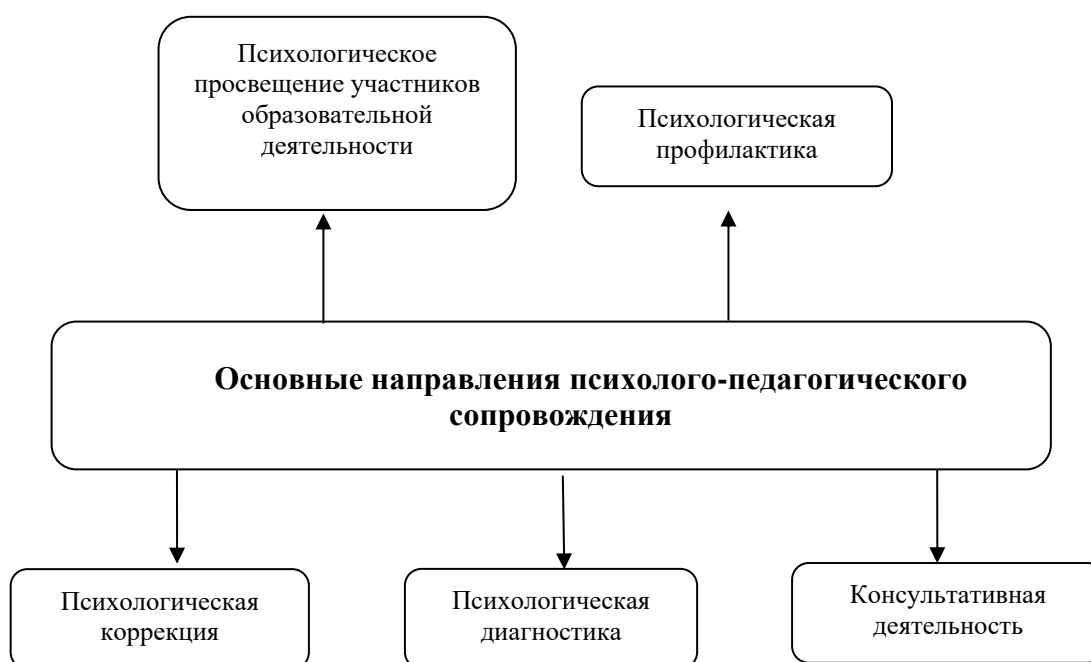 Психологическое
просвещение участников
образовательной
деятельности
Психологическая
профилактика
Основные направления психолого-педагогического
сопровождения
Психологическая
коррекция
Психологическая
диагностика
Консультативная
деятельность